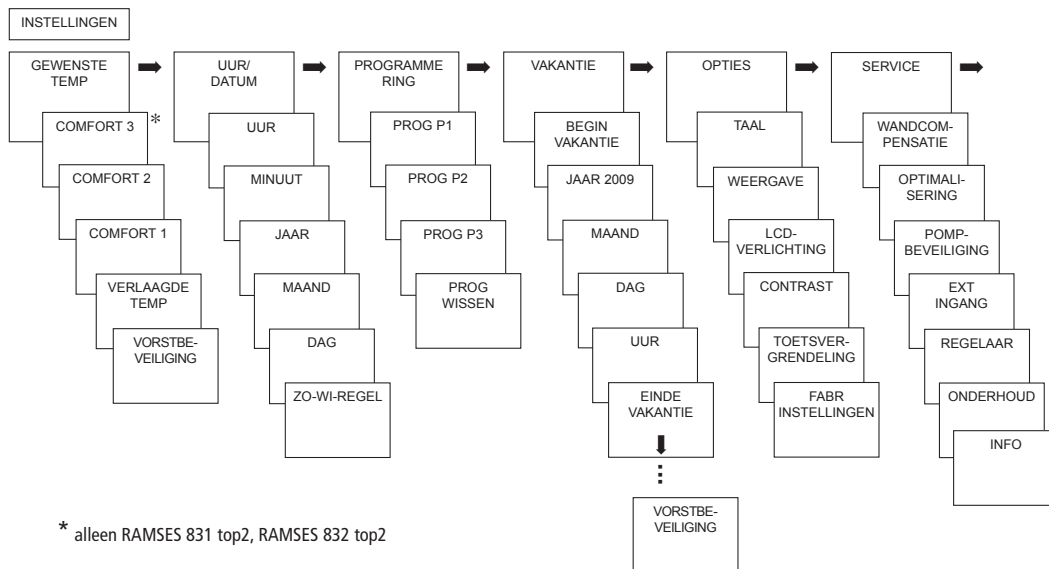 INSTELLINGEN
GEWENSTE
TEMP
COMFORT 3
*
COMFORT 2
COMFORT 1
VERLAAGDE
TEMP
VORSTBE-
VEILIGING
UUR/
DATUM
UUR
MINUUT
JAAR
MAAND
DAG
ZO-WI-REGEL
PROGRAMME
RING
PROG P1
PROG P2
PROG P3
PROG
WISSEN
VAKANTIE
BEGIN
VAKANTIE
JAAR 2009
MAAND
DAG
UUR
EINDE
VAKANTIE
VORSTBE-
VEILIGING
OPTIES
TAAL
WEERGAVE
LCD-
VERLICHTING
CONTRAST
TOETSVER-
GRENDELING
FABR
INSTELLINGEN
SERVICE
WANDCOM-
PENSATIE
OPTIMALI-
SERING
POMP-
BEVEILIGING
EXT
INGANG
REGELAAR
ONDERHOUD
INFO
* alleen RAMSES 831 top2, RAMSES 832 top2